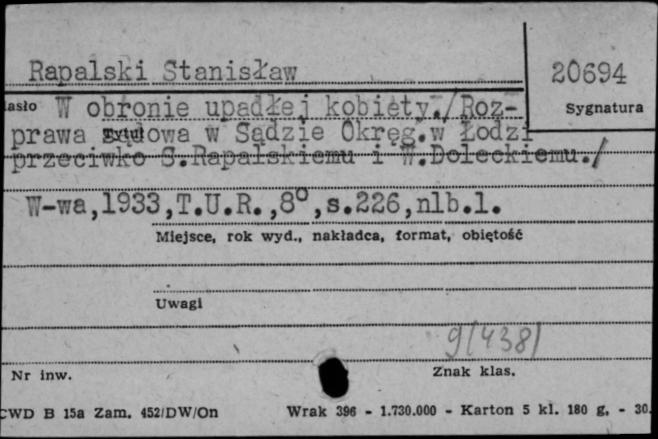 Rapalski Stanisław
20694
Sygnatura
asło W obronie upadłej kobiety./Roz-
prawa sądowa w Sądzie Okręg.w Łodzi
tytuł
przeciwko S.Rapalskiemu i W.Doleckiemu./
W-wa,1933,T.U.R.,8°,s.226,nlb.1.
Miejsce, rok wyd., nakładca, format, obiętość
Uwagi
9(438)
Nr inw.
Znak klas.
CWD B 15a Zam. 452/DW/On Wrak 396 - 1.730.000 - Karton 5 kl. 180 g. - 30.